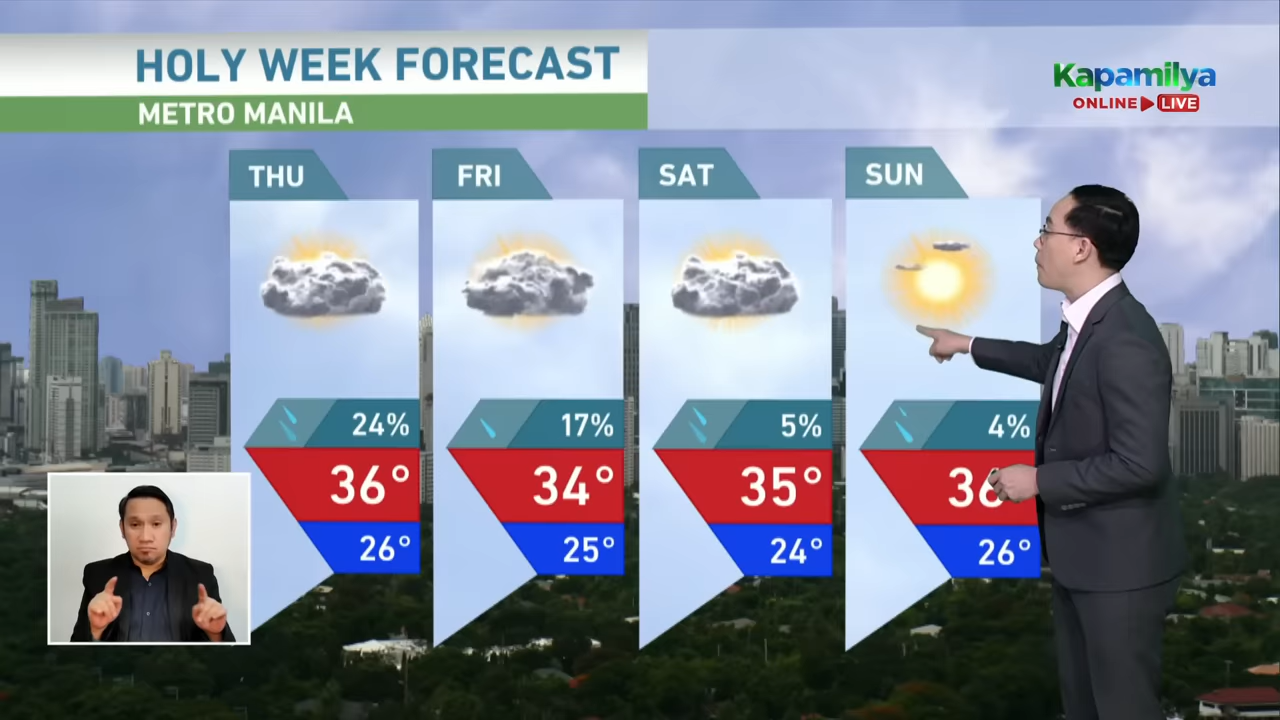 HOLY WEEK FORECAST
METRO MANILA
Kapamilya
ONLINE LIVE
THU
FRI
SAT
SUN
24%
17%
5%
4%
36°
34°
35°
36
26°
25°
24°
26°